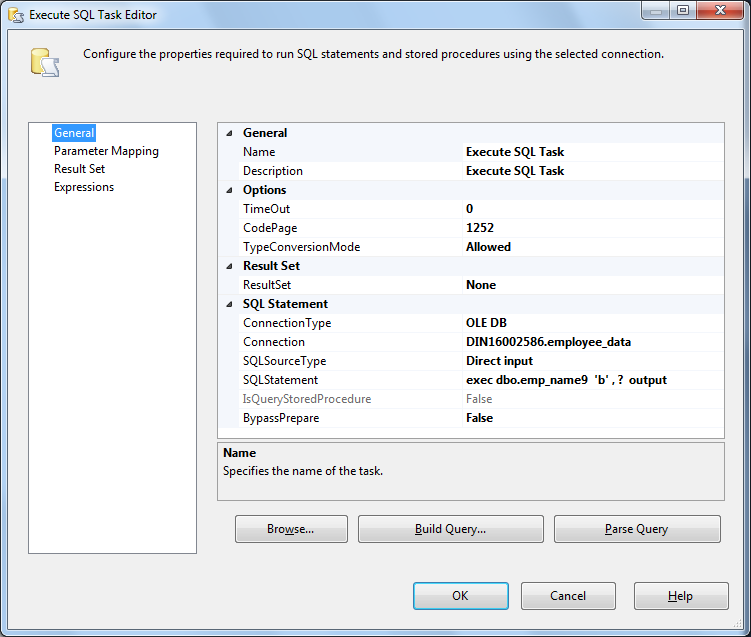 Execute SQL Task Editor
Configure the properties required to run SQL statements and stored procedures using the selected connection.
General
Parameter Mapping
Result Set
Expressions
General
Name Execute SQL Task
Description Execute SQL Task
Options
TimeOut 0
CodePage 1252
TypeConversionMode Allowed
Result Set
ResultSet None
SQL Statement
ConnectionType OLE DB
Connection DIN16002586.employee_data
SQLSourceType Direct input
SQLStatement exec dbo.emp_name9 'b' , ? output
IsQueryStoredProcedure False
BypassPrepare False
Name
Specifies the name of the task.
Browse... Build Query... Parse Query
OK Cancel Help